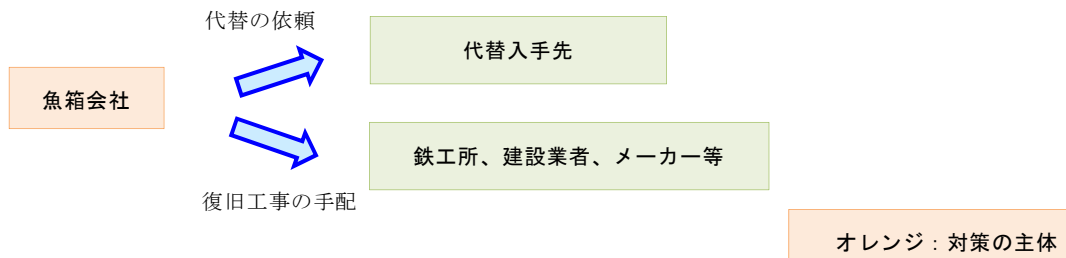 代替の依頼
代替入手先
魚箱会社
鉄工所、建設業者、メーカー等
復旧工事の手配
オレンジ：対策の主体